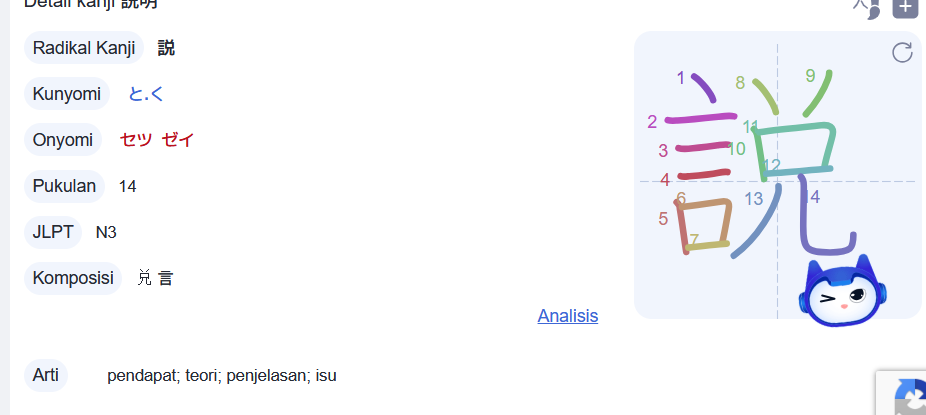 Detail kanji 説明
Radikal Kanji 説
Kunyomi と.く
Onyomi セツ ゼイ
Pukulan 14
JLPT N3
Komposisi 兑 言
Analisis
Arti pendapat; teori; penjelasan; isu
1
8
9
2
11
3
10
12
4
6
13
14
5
7